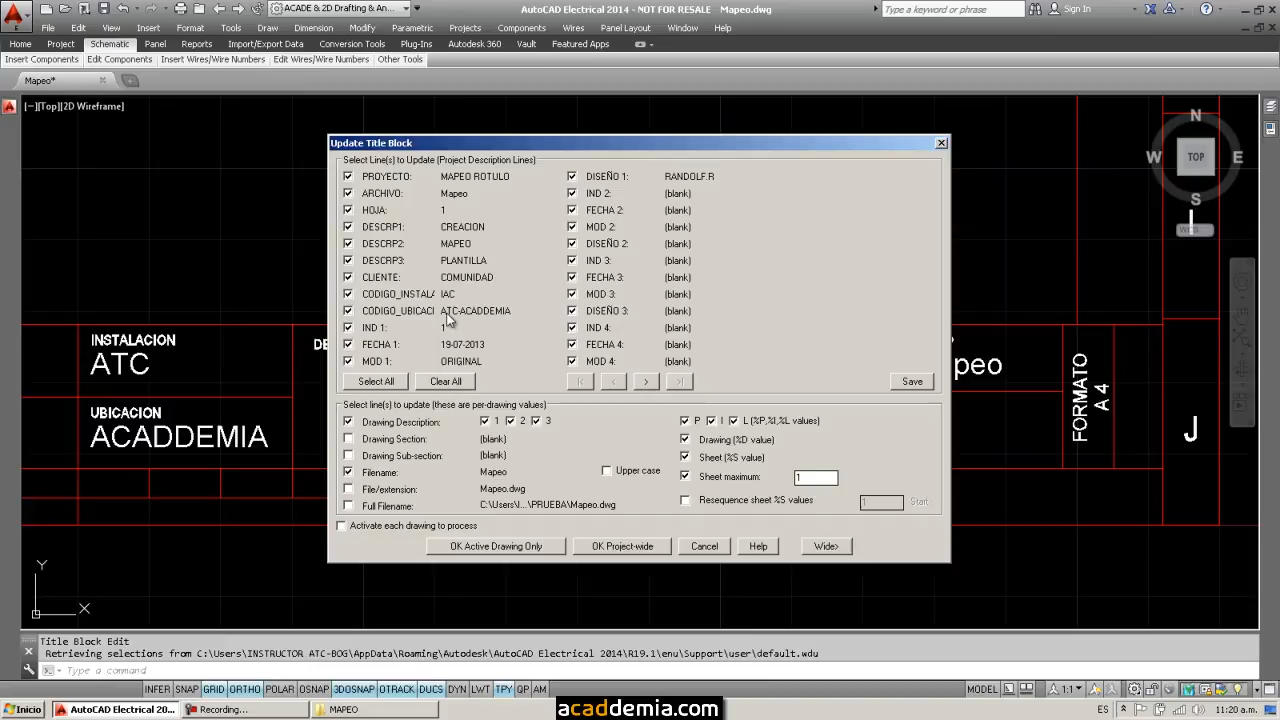 ACADE & 2D Drafting & An...
AutoCAD Electrical 2014 - NOT FOR RESALE Mapeo.dwg
Type a keyword or phrase
Sign In
File Edit View Insert Format Tools Draw Dimension Modify Parametric Projects Components Wires Panel Layout Window Help
Home Project Schematic Panel Reports Import/Export Data Conversion Tools Plug-Ins Autodesk 360 Vault Featured Apps
Insert Components Edit Components Insert Wires/Wire Numbers Edit Wires/Wire Numbers Other Tools
Mapeo*
[−][Top][2D Wireframe]
N
W TOP E
S
WCS
INSTALACION
ATC
UBICACION
ACADDEMIA
DE
peo
FORMATO
A4
J
Update Title Block
Select Line(s) to Update (Project Description Lines)
PROYECTO: MAPEO ROTULO DISEÑO 1: RANDOLF.R
ARCHIVO: Mapeo IND 2: (blank)
HOJA: 1 FECHA 2: (blank)
DESCRP1: CREACION MOD 2: (blank)
DESCRP2: MAPEO DISEÑO 2: (blank)
DESCRP3: PLANTILLA IND 3: (blank)
CLIENTE: COMUNIDAD FECHA 3: (blank)
CODIGO_INSTALA IAC MOD 3: (blank)
CODIGO_UBICACI ATC-ACADDEMIA DISEÑO 3: (blank)
IND 1: 1 IND 4: (blank)
FECHA 1: 19-07-2013 FECHA 4: (blank)
MOD 1: ORIGINAL MOD 4: (blank)
Select All Clear All |< < > >| Save
Select line(s) to update (these are per-drawing values)
Drawing Description: 1 2 3 P I L (%P,%I,%L values)
Drawing Section: (blank) Drawing (%D value)
Drawing Sub-section: (blank) Sheet (%S value)
Filename: Mapeo Upper case Sheet maximum: 1
File/extension: Mapeo.dwg
Full Filename: C:\Users\I...\PRUEBA\Mapeo.dwg Resequence sheet %S values 1 Start
Activate each drawing to process
OK Active Drawing Only OK Project-wide Cancel Help Wide>
Y
X
Title Block Edit
Retrieving selections from C:\Users\INSTRUCTOR ATC-BOG\AppData\Roaming\Autodesk\AutoCAD Electrical 2014\R19.1\enu\Support\user\default.wdu
Type a command
INFER SNAP GRID ORTHO POLAR OSNAP 3DOSNAP OTRACK DUCS DYN LWT TPY QP AM MODEL 1:1
Inicio AutoCAD Electrical 20... Recording... MAPEO acaddemia.com ES 11:20 a.m.